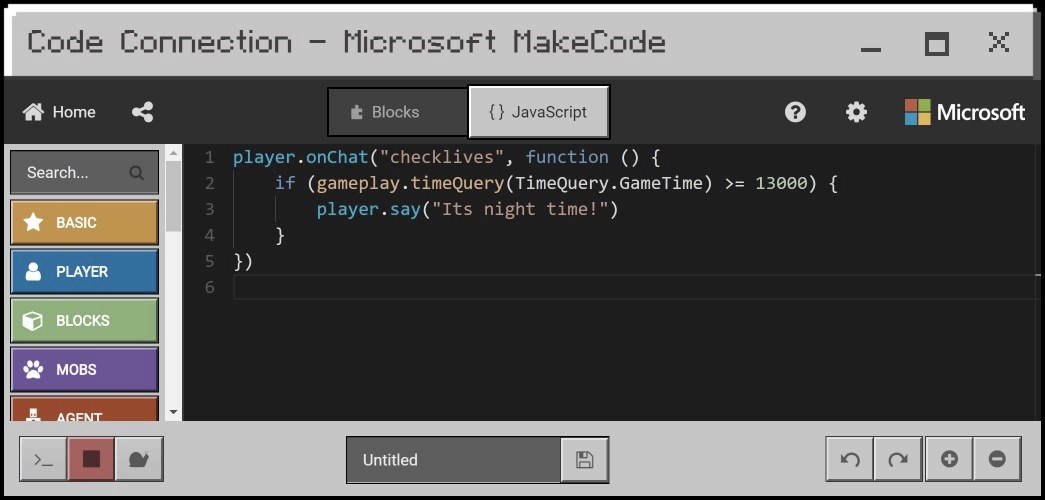 Code Connection - Microsoft MakeCode
Home
Blocks
{} JavaScript
Microsoft
Search...
BASIC
PLAYER
BLOCKS
MOBS
AGENT
1 player.onChat("checklives", function () {
2 if (gameplay.timeQuery(TimeQuery.GameTime) >= 13000) {
3 player.say("Its night time!")
4 }
5 })
6
>_
Untitled